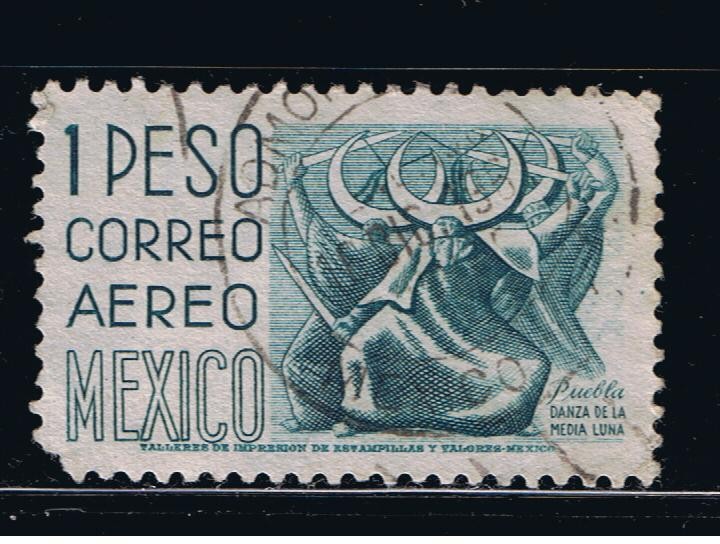 1 PESO
CORREO
AEREO
MEXICO
Puebla
DANZA DE LA
MEDIA LUNA
TALLERES DE IMPRESION DE ESTAMPILLAS Y VALORES-MEXICO